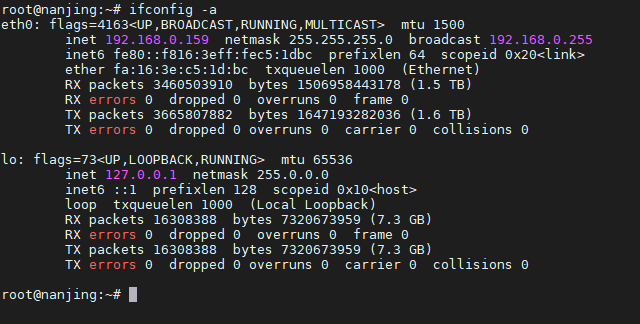 root@nanjing:~# ifconfig -a
eth0: flags=4163<UP,BROADCAST,RUNNING,MULTICAST>  mtu 1500
        inet 192.168.0.159  netmask 255.255.255.0  broadcast 192.168.0.255
        inet6 fe80::f816:3eff:fec5:1dbc  prefixlen 64  scopeid 0x20<link>
        ether fa:16:3e:c5:1d:bc  txqueuelen 1000  (Ethernet)
        RX packets 3460503910  bytes 1506958443178 (1.5 TB)
        RX errors 0  dropped 0  overruns 0  frame 0
        TX packets 3665807882  bytes 1647193282036 (1.6 TB)
        TX errors 0  dropped 0 overruns 0  carrier 0  collisions 0

lo: flags=73<UP,LOOPBACK,RUNNING>  mtu 65536
        inet 127.0.0.1  netmask 255.0.0.0
        inet6 ::1  prefixlen 128  scopeid 0x10<host>
        loop  txqueuelen 1000  (Local Loopback)
        RX packets 16308388  bytes 7320673959 (7.3 GB)
        RX errors 0  dropped 0  overruns 0  frame 0
        TX packets 16308388  bytes 7320673959 (7.3 GB)
        TX errors 0  dropped 0 overruns 0  carrier 0  collisions 0

root@nanjing:~#